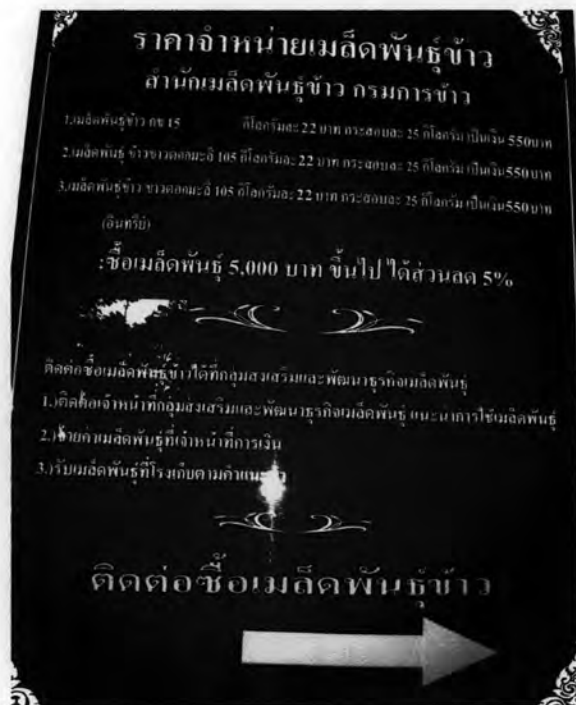 ราคาจำหน่ายเมล็ดพันธุ์ข้าว
สำนักเมล็ดพันธุ์ข้าว กรมการข้าว
1.เมล็ดพันธุ์ข้าว กข 15 กิโลกรัมละ 22 บาท กระสอบละ 25 กิโลกรัม เป็นเงิน 550บาท
2.เมล็ดพันธุ์ ข้าวขาวดอกมะลิ 105 กิโลกรัมละ 22 บาท กระสอบละ 25 กิโลกรัม เป็นเงิน550บาท
3.เมล็ดพันธุ์ข้าว ขาวดอกมะลิ 105 กิโลกรัมละ 22 บาท กระสอบละ 25 กิโลกรัม เป็นเงิน550บาท
(อินทรีย์)
:ซื้อเมล็ดพันธุ์ 5,000 บาท ขึ้นไป ได้ส่วนลด 5%
ติดต่อซื้อเมล็ดพันธุ์ข้าวได้ที่กลุ่มส่งเสริมและพัฒนาธุรกิจเมล็ดพันธุ์
1.)ติดต่อเจ้าหน้าที่กลุ่มส่งเสริมและพัฒนาธุรกิจเมล็ดพันธุ์ แนะนำการใช้เมล็ดพันธุ์
2.)จ่ายค่าเมล็ดพันธุ์ที่เจ้าหน้าที่การเงิน
3.)รับเมล็ดพันธุ์ที่โรงเก็บตาม
ติดต่อซื้อเมล็ดพันธุ์ข้าว